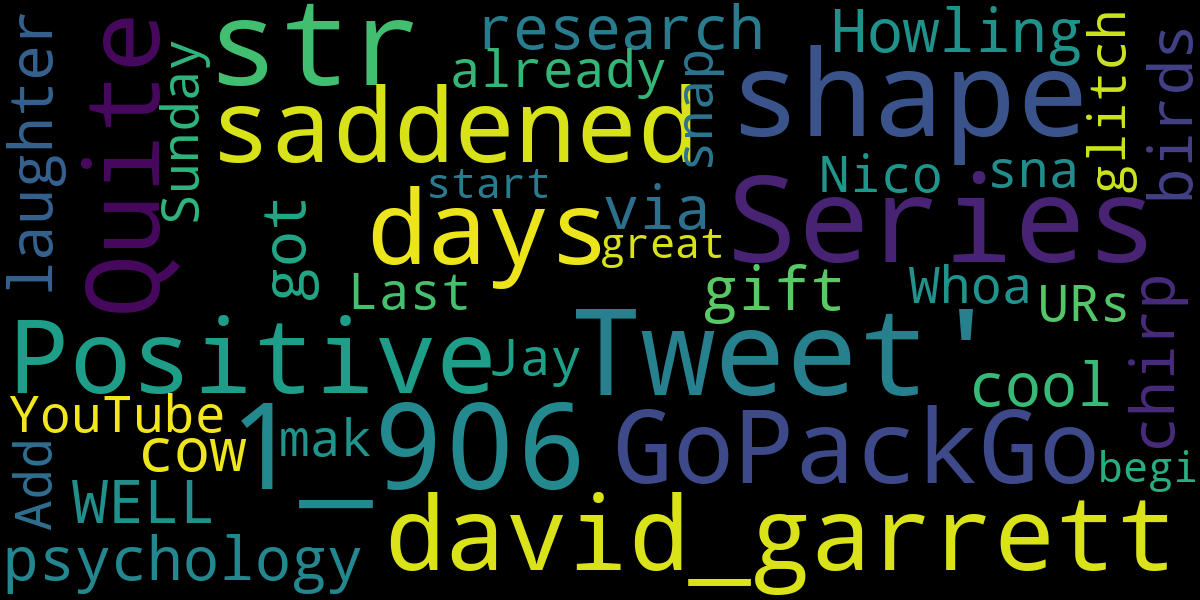 laughter
Quite
Sunday
str
research
already
Howling
glitch
birds
saddened
snap
shape
start
Nico
sna
days
via
Series
got
great
Last
gift
Whoa
URs
chirp
Positive
Jay
Tweet'
cool
YouTube
1_906
mak
GoPackGo
cow
begi
Add
WELL
david_garrett
psychology